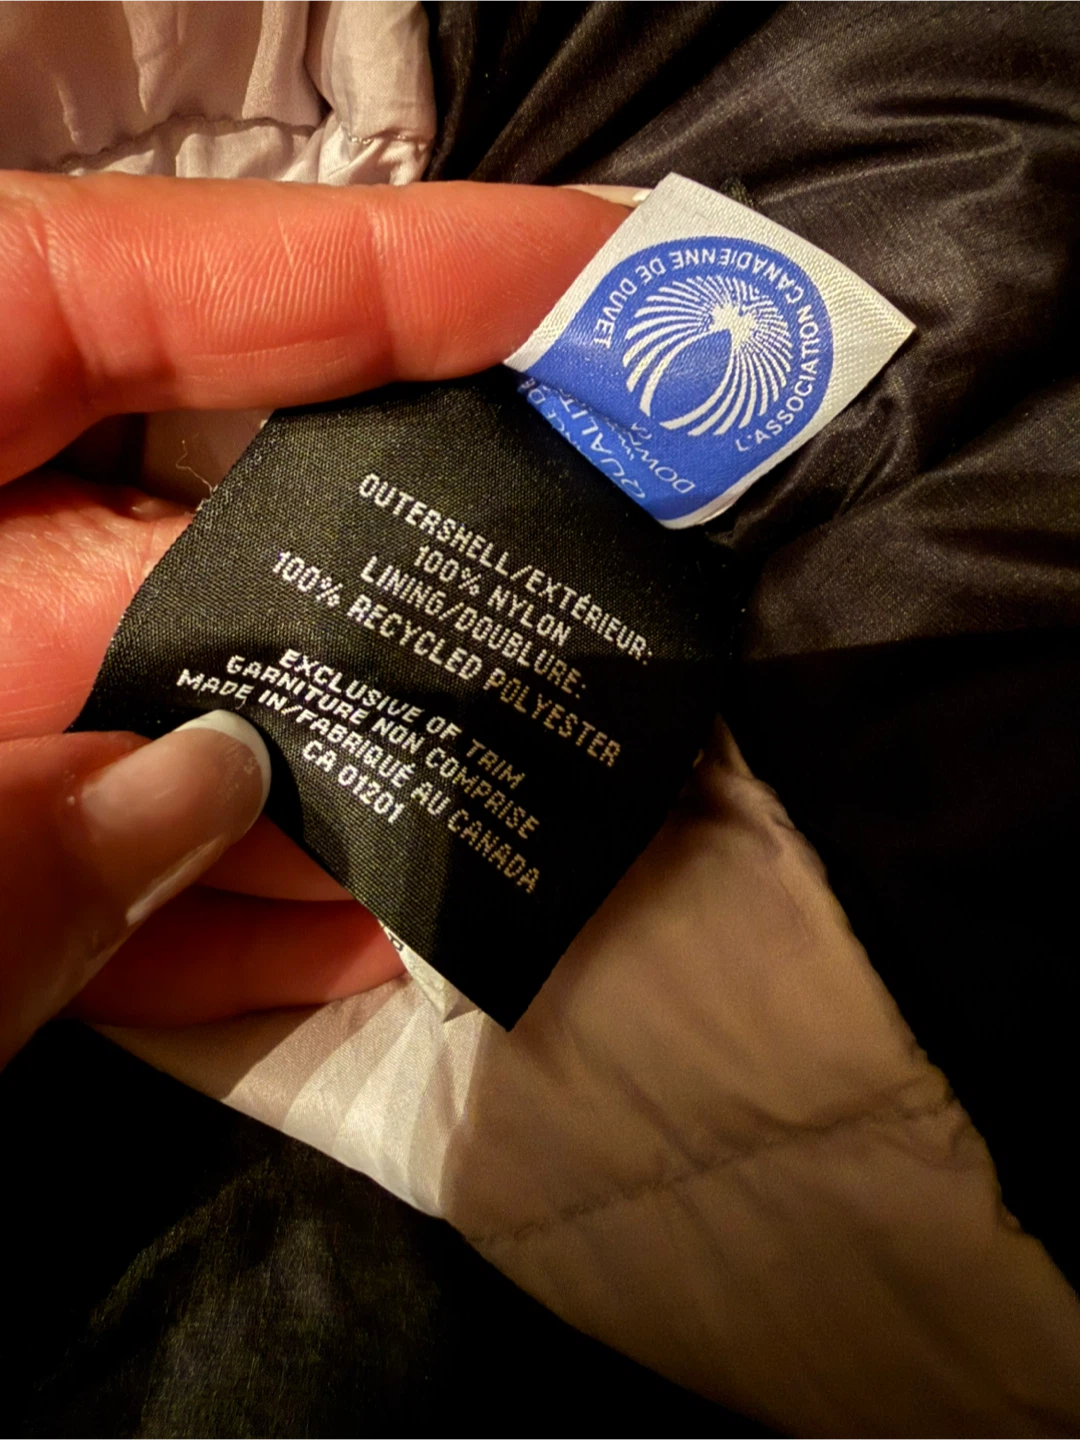 L'ASSOCIATION CANADIENNE DE DUVET
OUTERSHELL/EXTÉRIEUR:
100% NYLON
LINING/DOUBLURE:
100% RECYCLED POLYESTER
EXCLUSIVE OF TRIM
GARNITURE NON COMPRISE
MADE IN/FABRIQUÉ AU CANADA
CA 01201